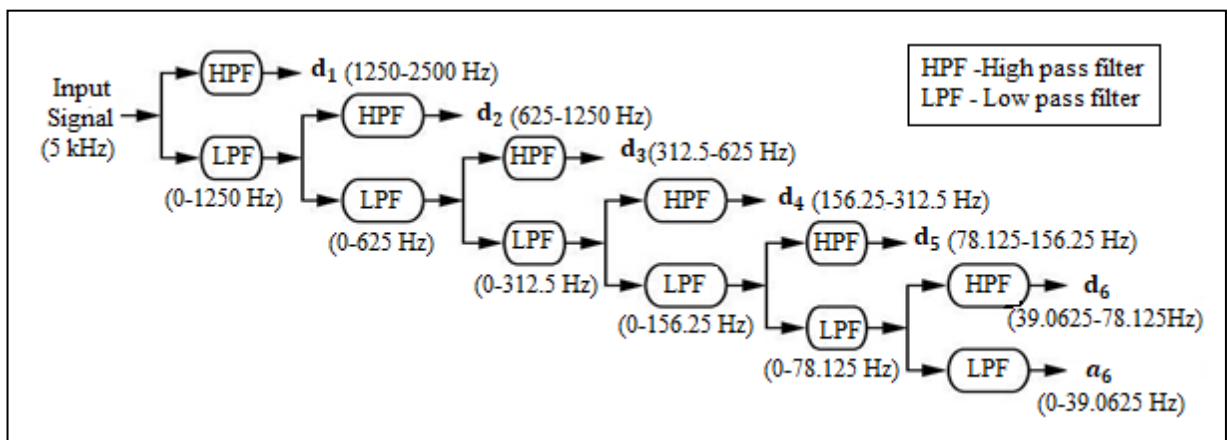 HPF -High pass filter
LPF - Low pass filter
Input
Signal
(5 kHz)
HPF
d₁ (1250-2500 Hz)
LPF
(0-1250 Hz)
HPF
d₂ (625-1250 Hz)
LPF
(0-625 Hz)
HPF
d₃(312.5-625 Hz)
LPF
(0-312.5 Hz)
HPF
d₄ (156.25-312.5 Hz)
LPF
(0-156.25 Hz)
HPF
d₅ (78.125-156.25 Hz)
LPF
(0-78.125 Hz)
HPF
d₆
(39.0625-78.125Hz)
LPF
a₆
(0-39.0625 Hz)